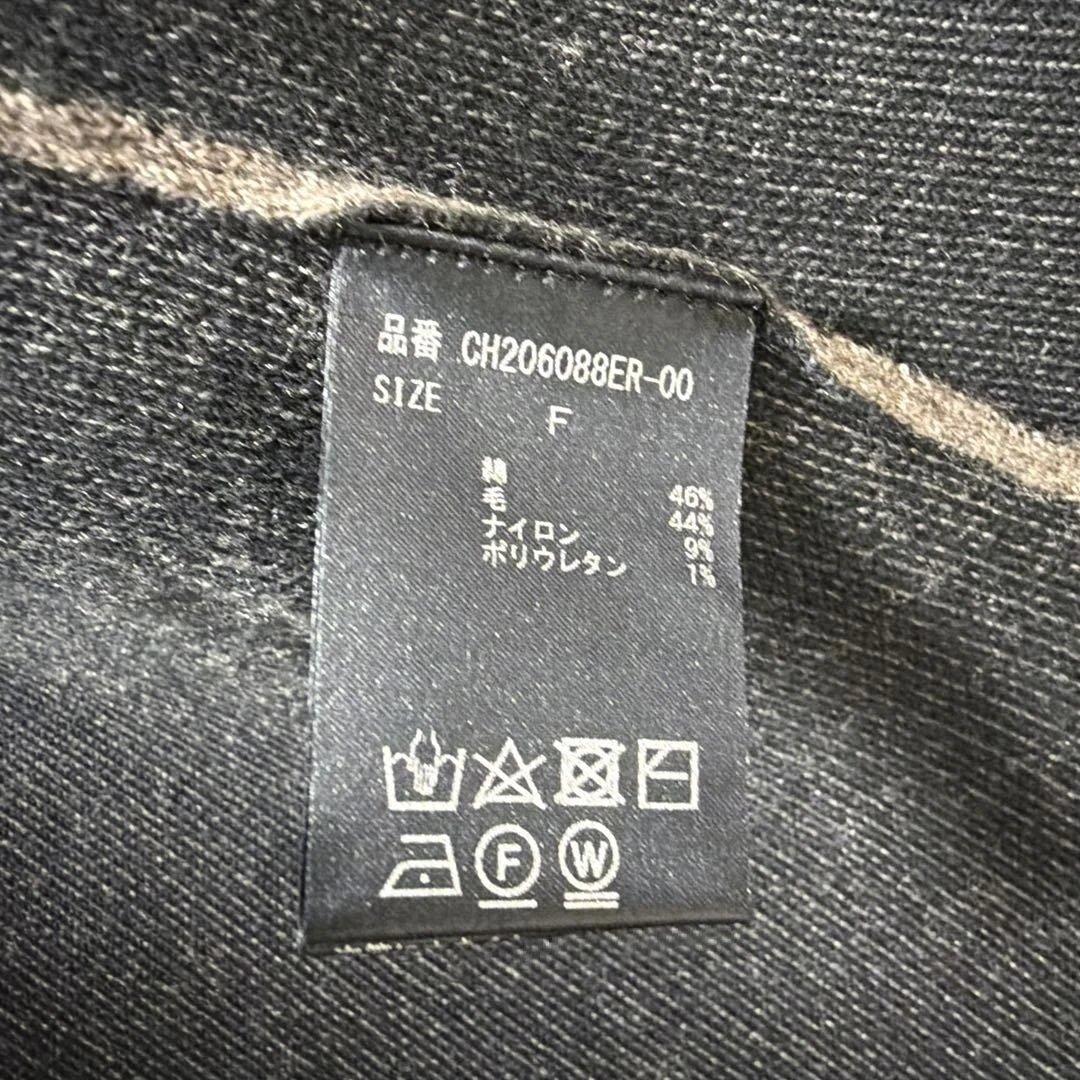 品番 CH206088ER-00
SIZE F
綿 46%
毛 44%
ナイロン 9%
ポリウレタン 1%
F W